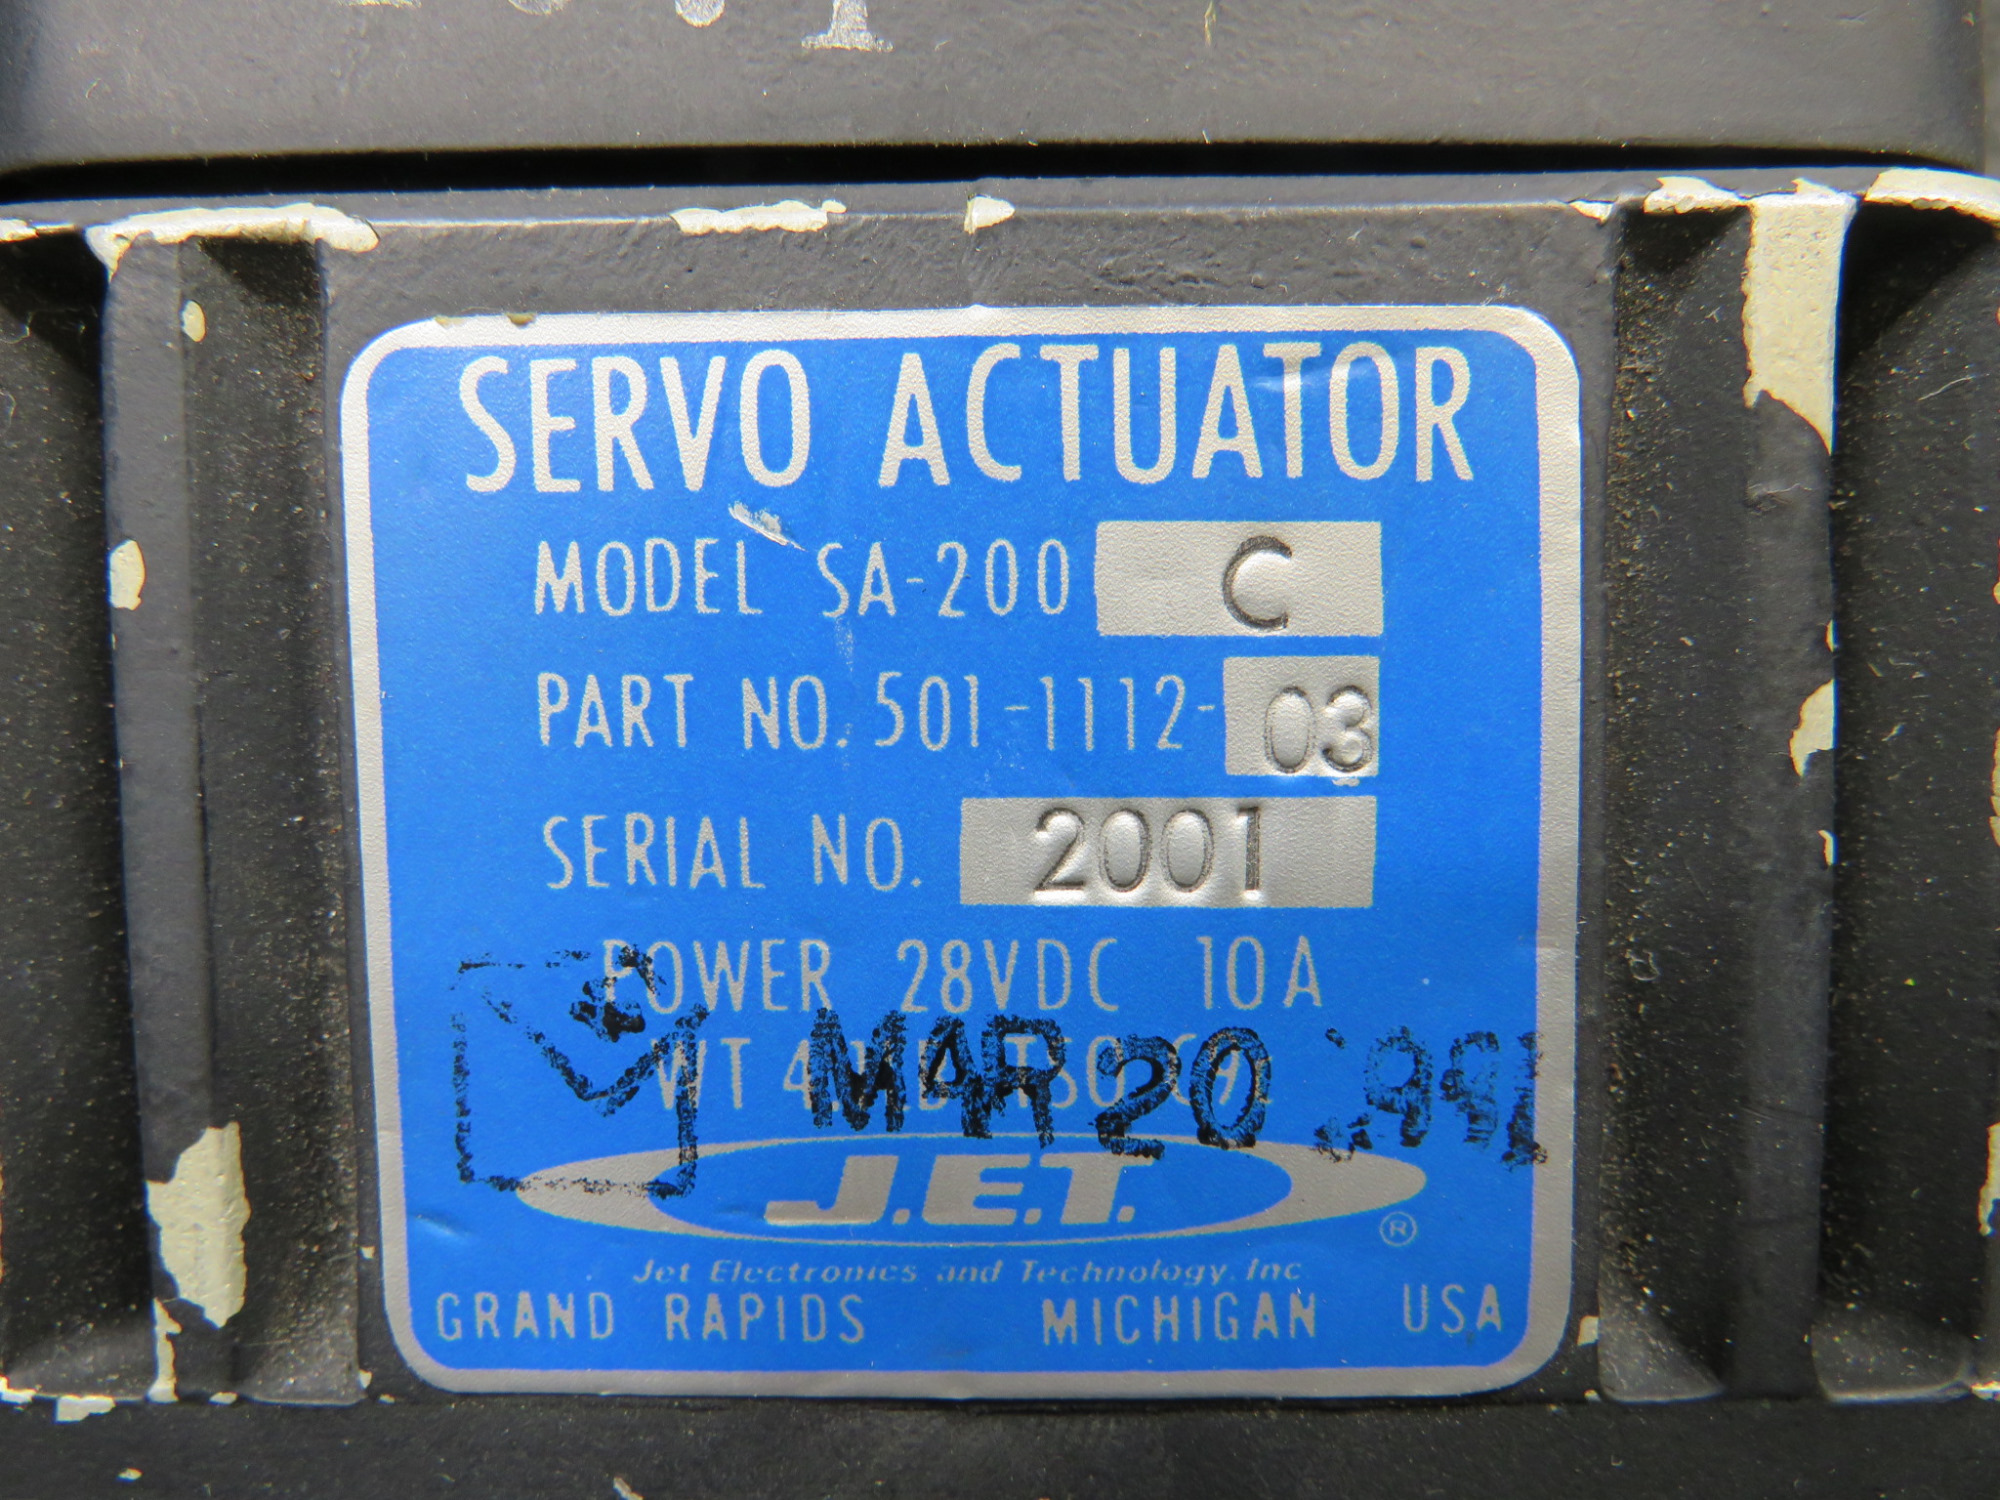 SERVO ACTUATOR
MODEL SA-200 C
PART NO. 501-1112-03
SERIAL NO. 2001
POWER 28VDC 10A
WT
MAR 20
J.E.T. ®
Jet Electronics and Technology, Inc
GRAND RAPIDS MICHIGAN USA